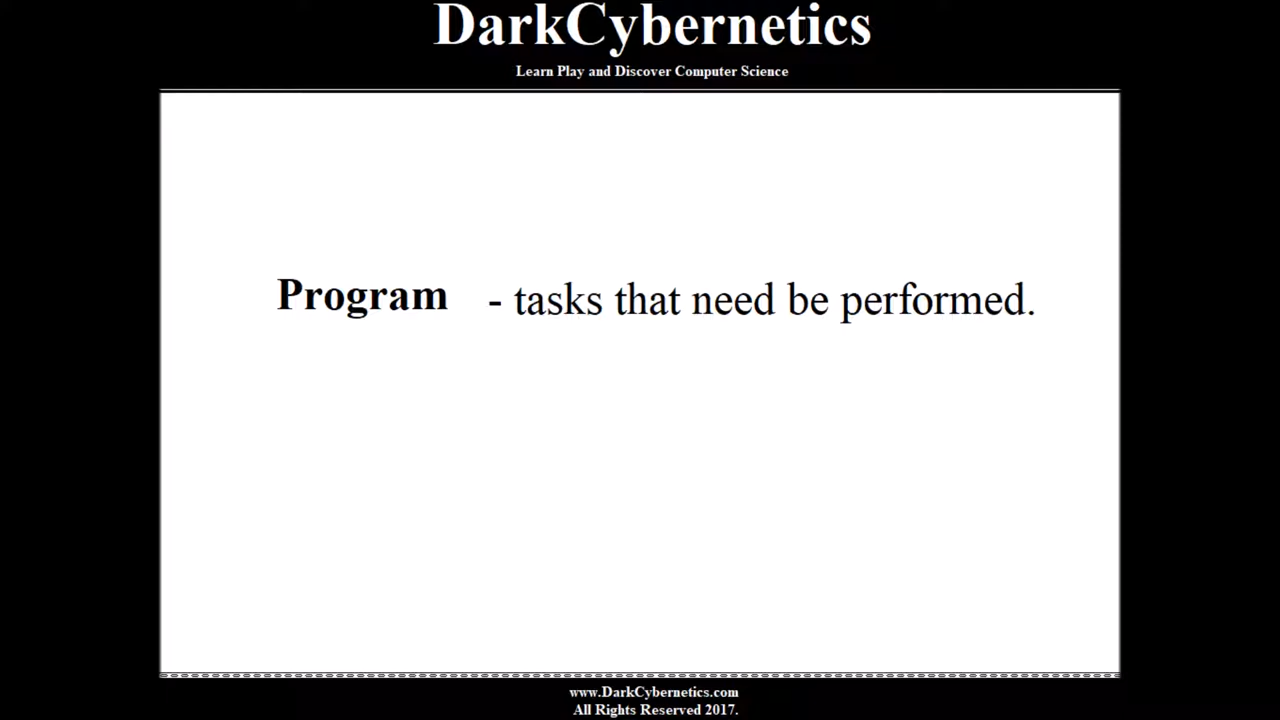 DarkCybernetics
Learn Play and Discover Computer Science
Program - tasks that need be performed.
www.DarkCybernetics.com
All Rights Reserved 2017.